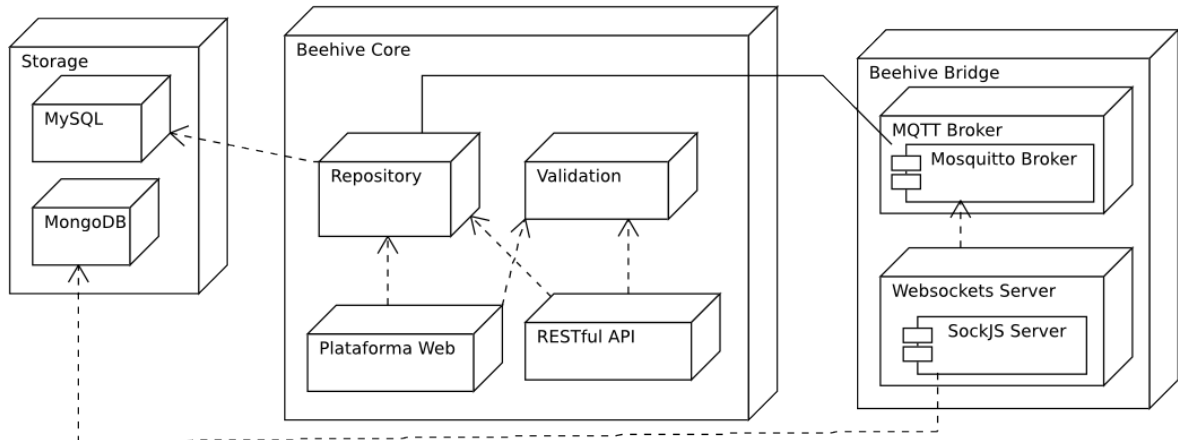 Storage
MySQL
MongoDB
Beehive Core
Repository
Validation
Plataforma Web
RESTful API
Beehive Bridge
MQTT Broker
Mosquitto Broker
Websockets Server
SockJS Server